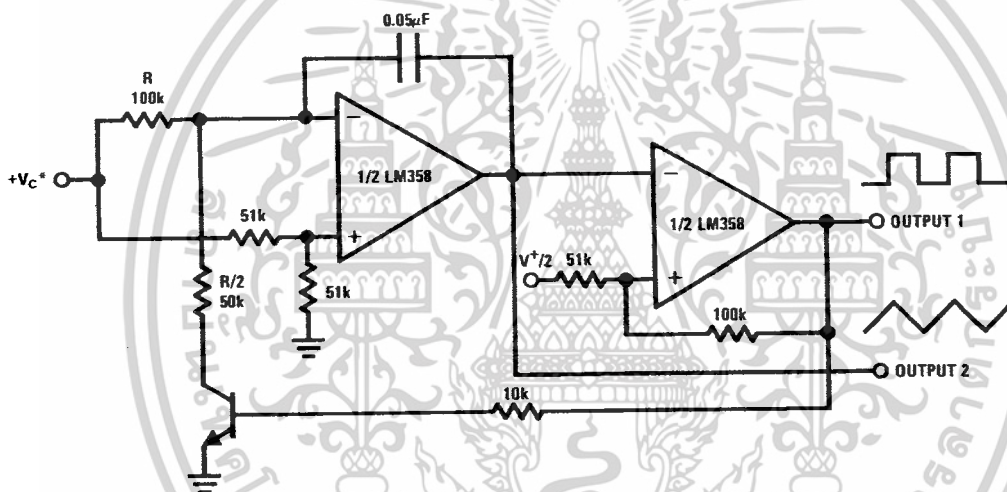 0.05μF
R
100k
+VC*
1/2 LM358
51k
51k
R/2
50k
1/2 LM358
OUTPUT 1
V+/2
51k
100k
OUTPUT 2
10k